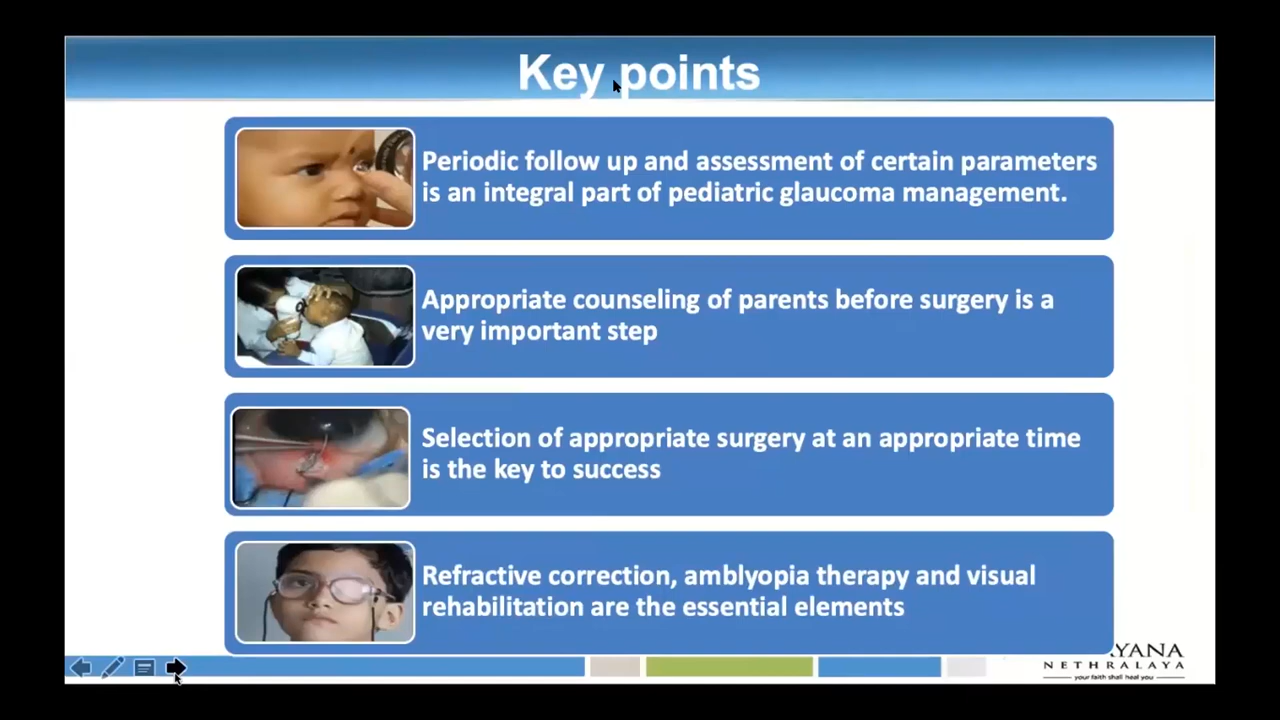 Key points
Periodic follow up and assessment of certain parameters
is an integral part of pediatric glaucoma management.
Appropriate counseling of parents before surgery is a
very important step
Selection of appropriate surgery at an appropriate time
is the key to success
Refractive correction, amblyopia therapy and visual
rehabilitation are the essential elements
YANA
NETHRALAYA
your faith shall heal you